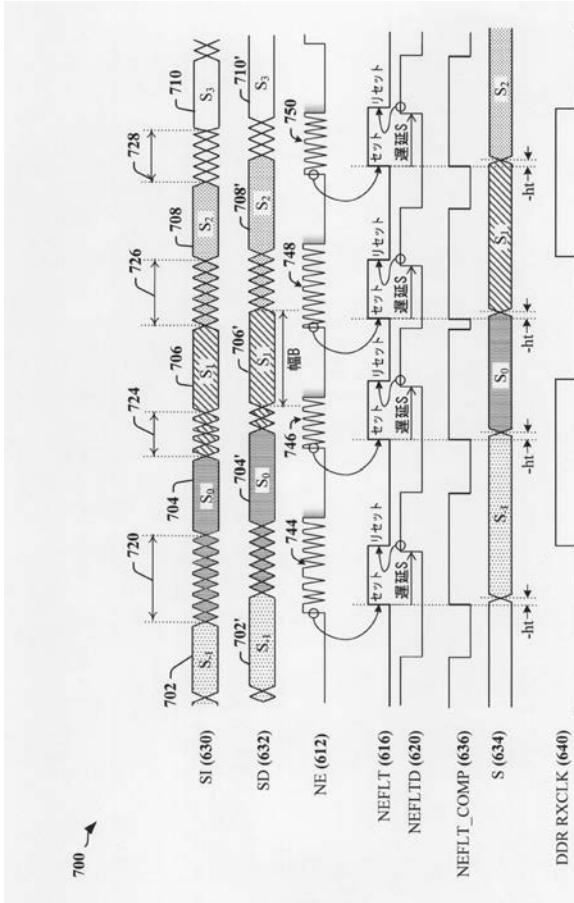 700
720
724
726
728
702
704
706
708
710
SI (630)
S-1
S0
S1
S2
S3
702'
704'
706'
708'
710'
SD (632)
S-1
S0
S1
S2
S3
幅B
744
746
748
750
NE (612)
NEFLT (616)
セット リセット
セット リセット
セット リセット
セット リセット
NEFLTD (620)
遅延S
遅延S
遅延S
遅延S
NEFLT_COMP (636)
S (634)
S-1
S0
S1
S2
-ht
-ht
-ht
-ht
DDR RXCLK (640)